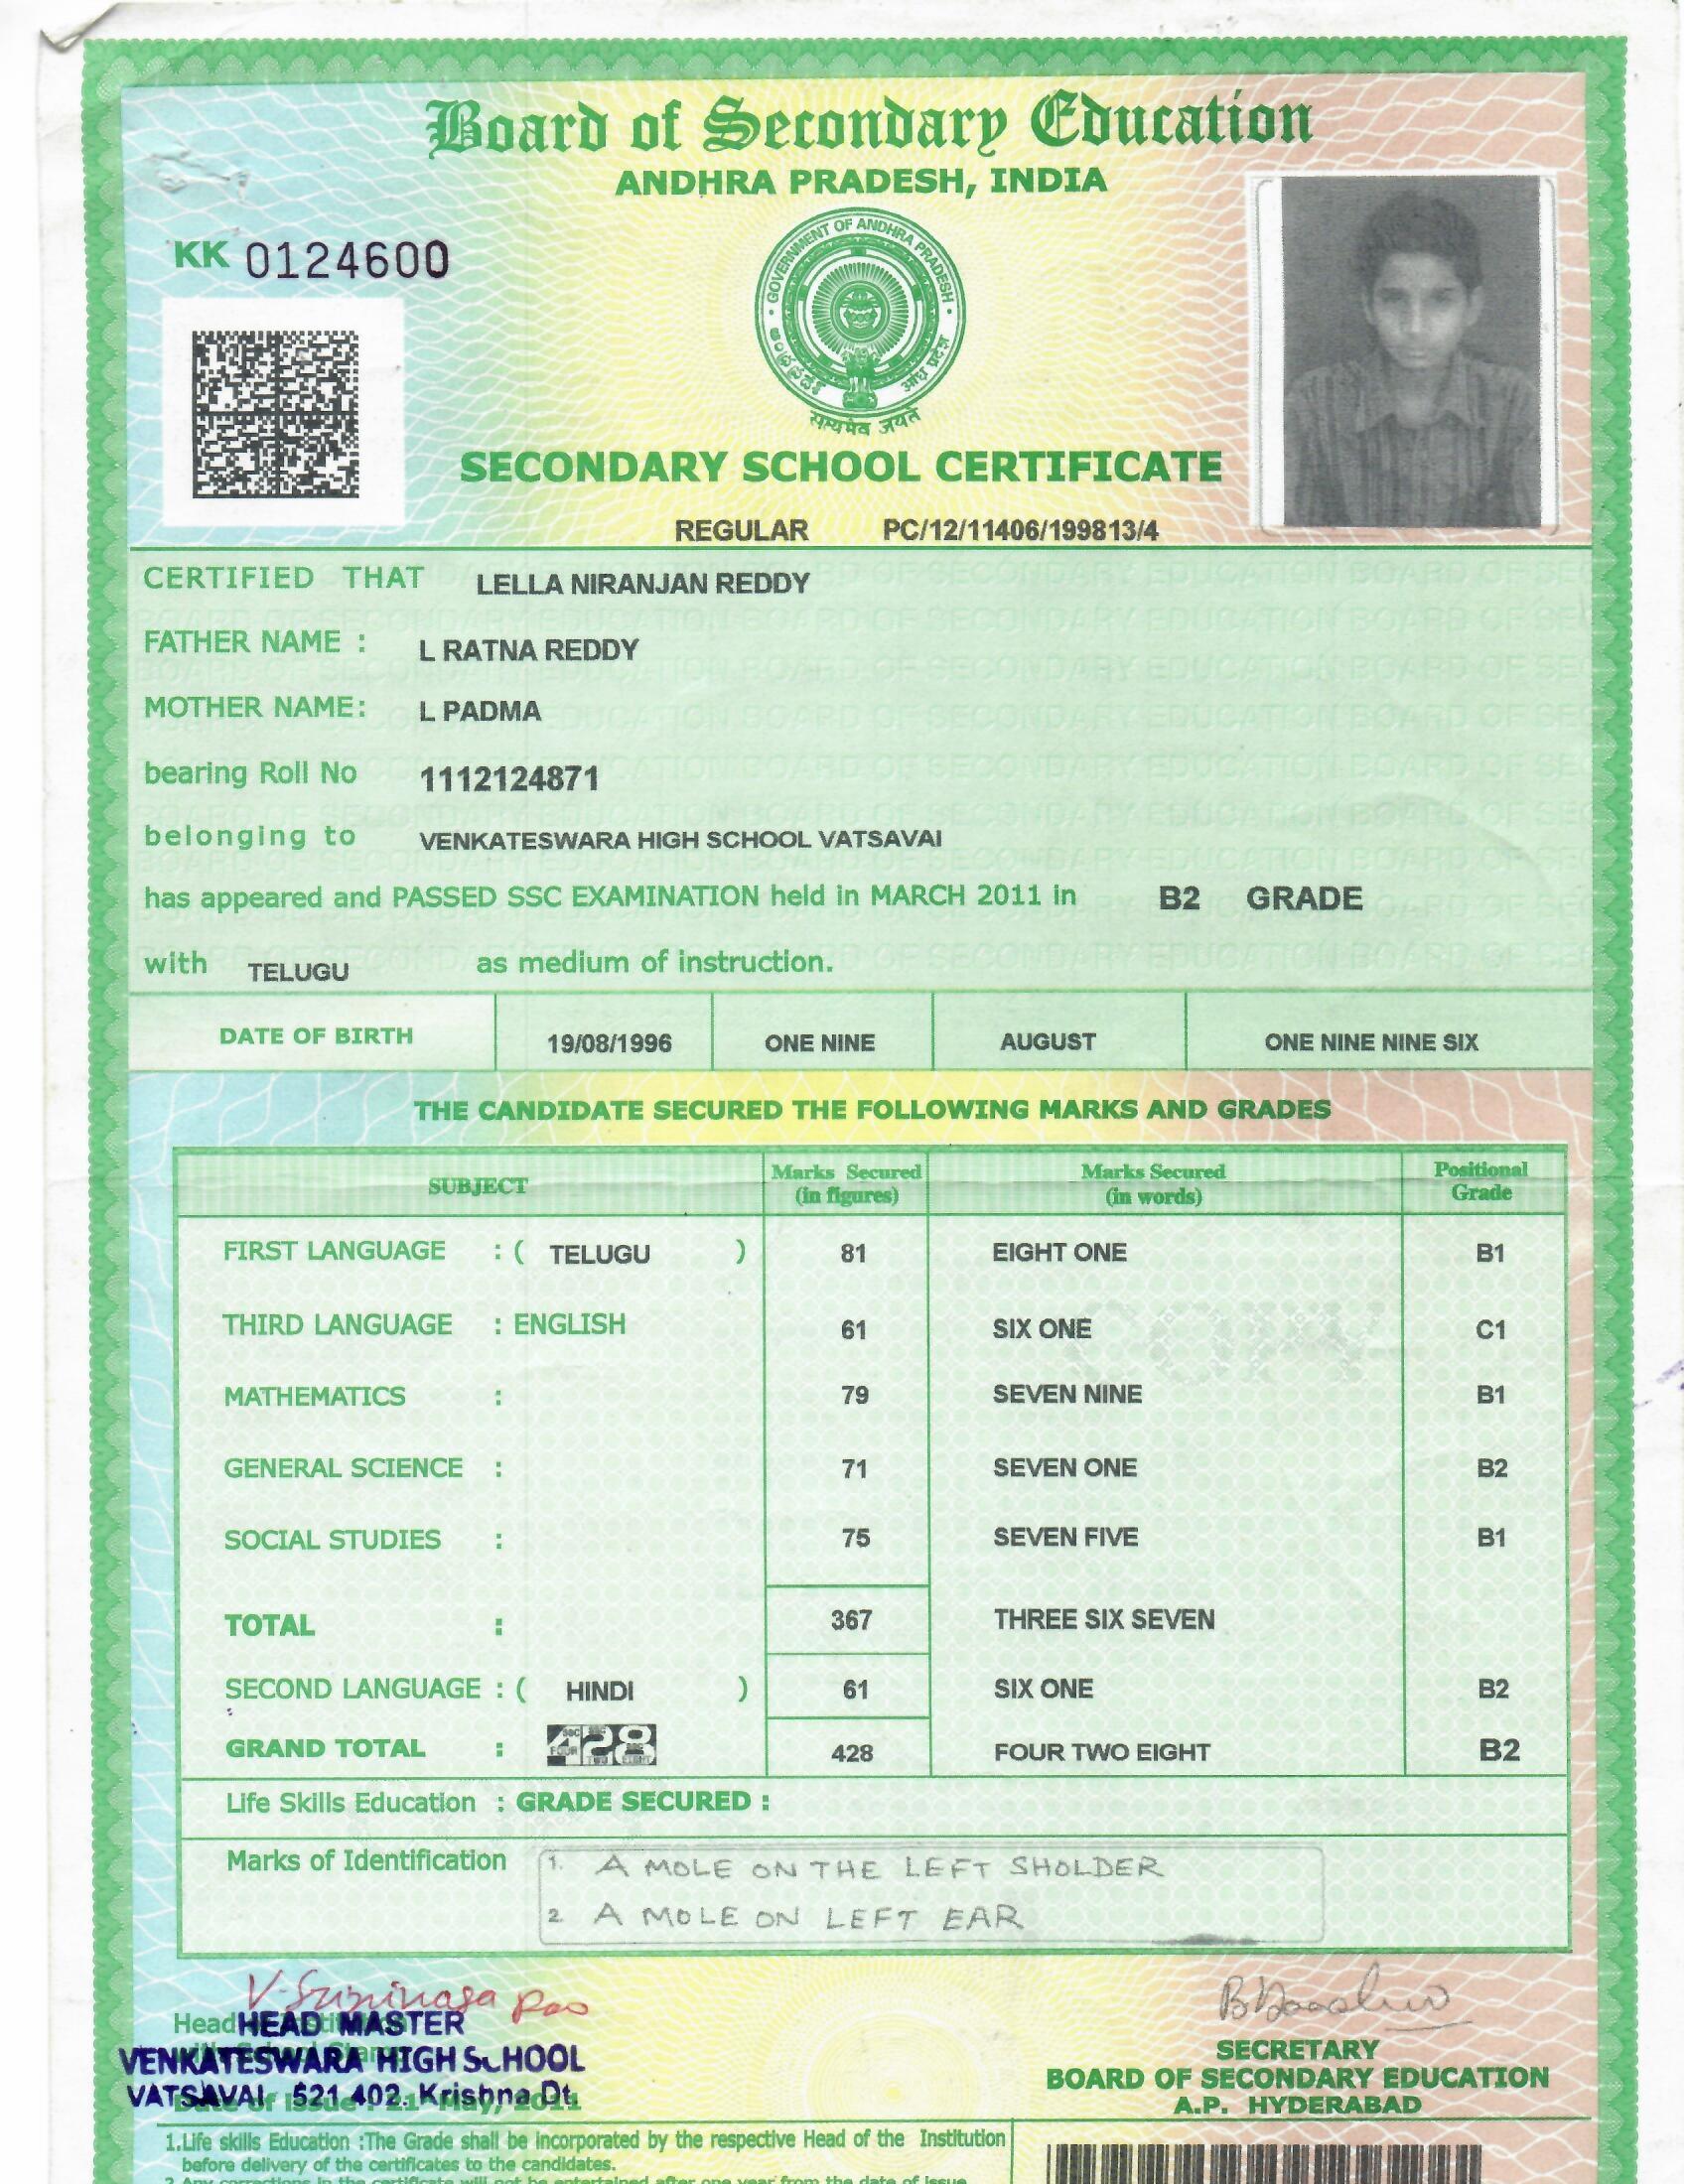 Board of Secondary Education
ANDHRA PRADESH, INDIA
KK 0124600
GOVERNMENT OF ANDHRA PRADESH
सत्यमेव जयते
SECONDARY SCHOOL CERTIFICATE
REGULAR PC/12/11406/199813/4
CERTIFIED THAT LELLA NIRANJAN REDDY
FATHER NAME : L RATNA REDDY
MOTHER NAME: L PADMA
bearing Roll No 1112124871
belonging to VENKATESWARA HIGH SCHOOL VATSAVAI
has appeared and PASSED SSC EXAMINATION held in MARCH 2011 in B2 GRADE
with TELUGU as medium of instruction.
DATE OF BIRTH 19/08/1996 ONE NINE AUGUST ONE NINE NINE SIX
THE CANDIDATE SECURED THE FOLLOWING MARKS AND GRADES
SUBJECT Marks Secured (in figures) Marks Secured (in words) Positional Grade
FIRST LANGUAGE : ( TELUGU ) 81 EIGHT ONE B1
THIRD LANGUAGE : ENGLISH 61 SIX ONE C1
MATHEMATICS : 79 SEVEN NINE B1
GENERAL SCIENCE : 71 SEVEN ONE B2
SOCIAL STUDIES : 75 SEVEN FIVE B1
TOTAL : 367 THREE SIX SEVEN
SECOND LANGUAGE : ( HINDI ) 61 SIX ONE B2
GRAND TOTAL : 428 428 FOUR TWO EIGHT B2
Life Skills Education : GRADE SECURED :
Marks of Identification 1. A MOLE ON THE LEFT SHOLDER
2 A MOLE ON LEFT EAR
HEAD MASTER
VENKATESWARA HIGH SCHOOL
VATSAVAI 521 402. Krishna Dt.
SECRETARY
BOARD OF SECONDARY EDUCATION
A.P. HYDERABAD
1.Life skills Education :The Grade shall be incorporated by the respective Head of the Institution
before delivery of the certificates to the candidates.
2.Any corrections in the certificate will not be entertained after one year from the date of issue